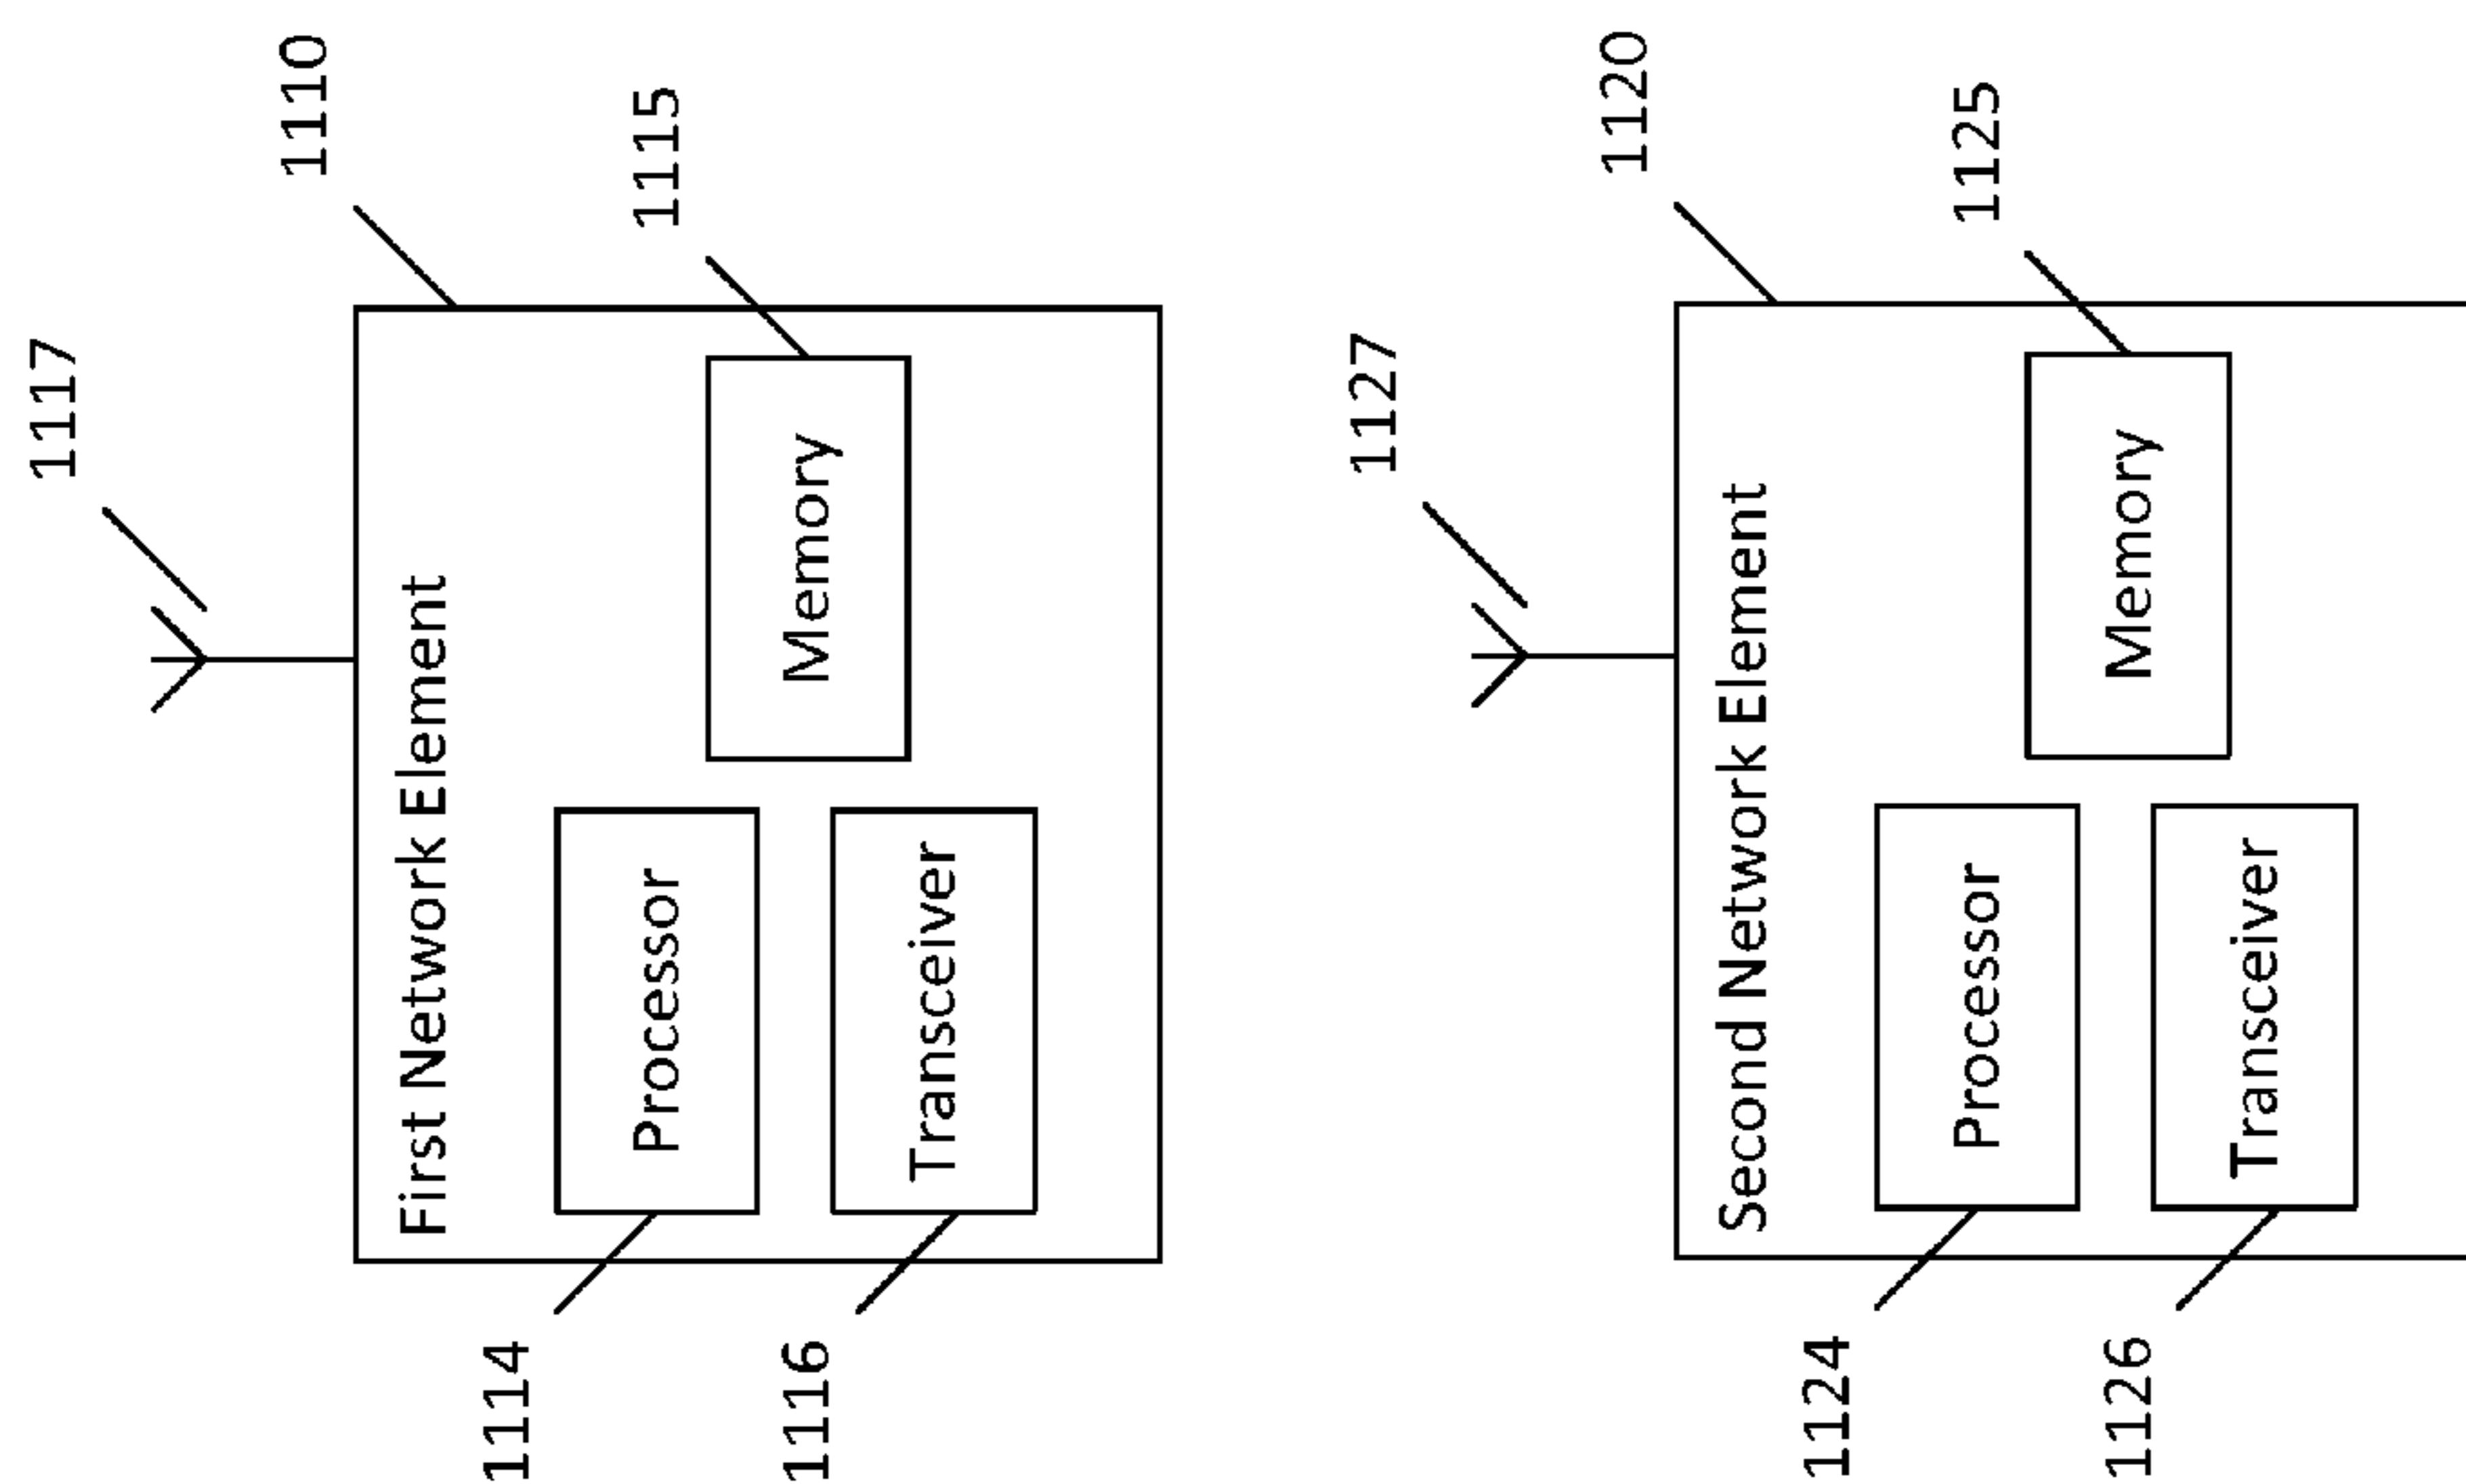 1117
1110
First Network Element
1114
Processor
1115
Memory
1116
Transceiver
1127
1120
Second Network Element
1124
Processor
1125
Memory
1126
Transceiver